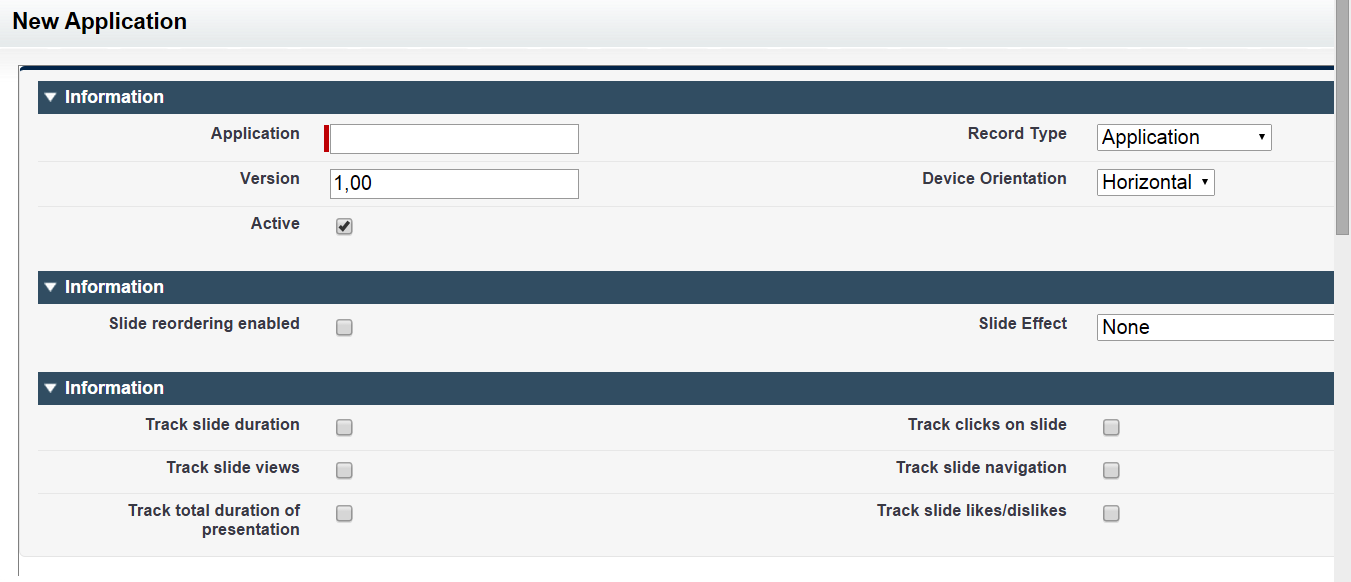 New Application
Information
Application
Record Type
Application
Version
1,00
Device Orientation
Horizontal
Active
Information
Slide reordering enabled
Slide Effect
None
Information
Track slide duration
Track clicks on slide
Track slide views
Track slide navigation
Track total duration of
presentation
Track slide likes/dislikes